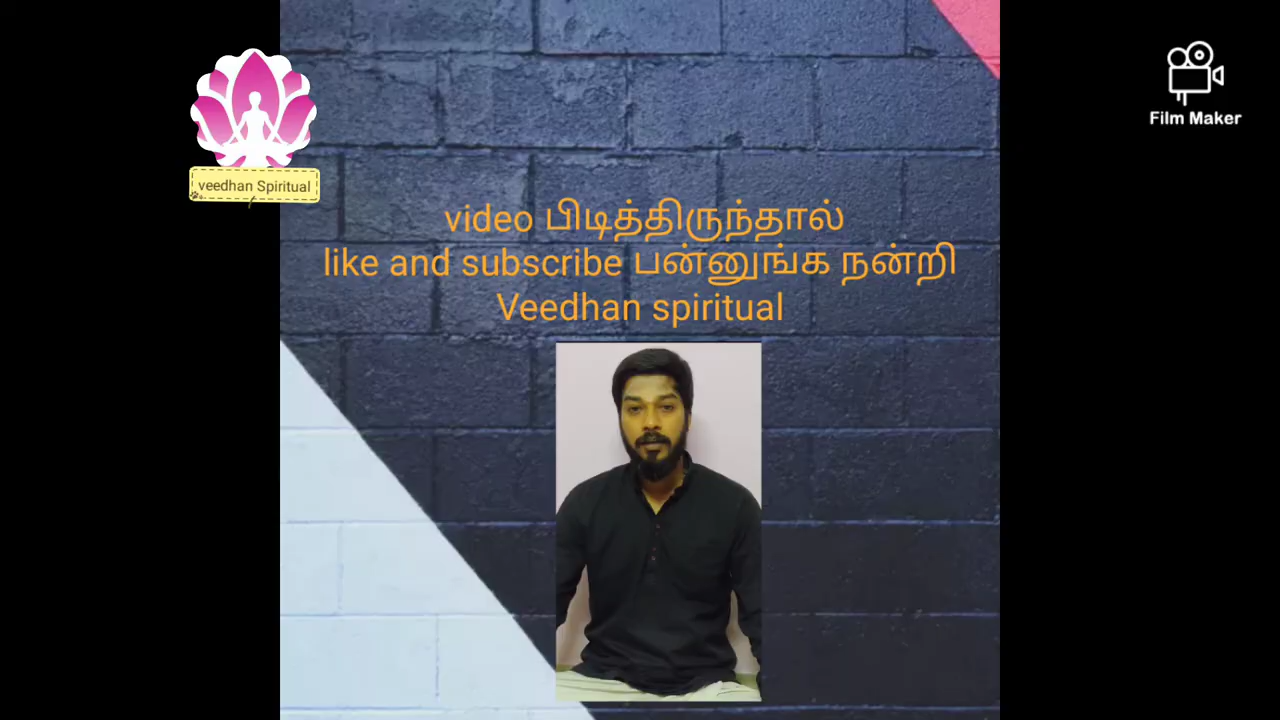 Film Maker
veedhan Spiritual
video பிடித்திருந்தால்
like and subscribe பன்னுங்க நன்றி
Veedhan spiritual